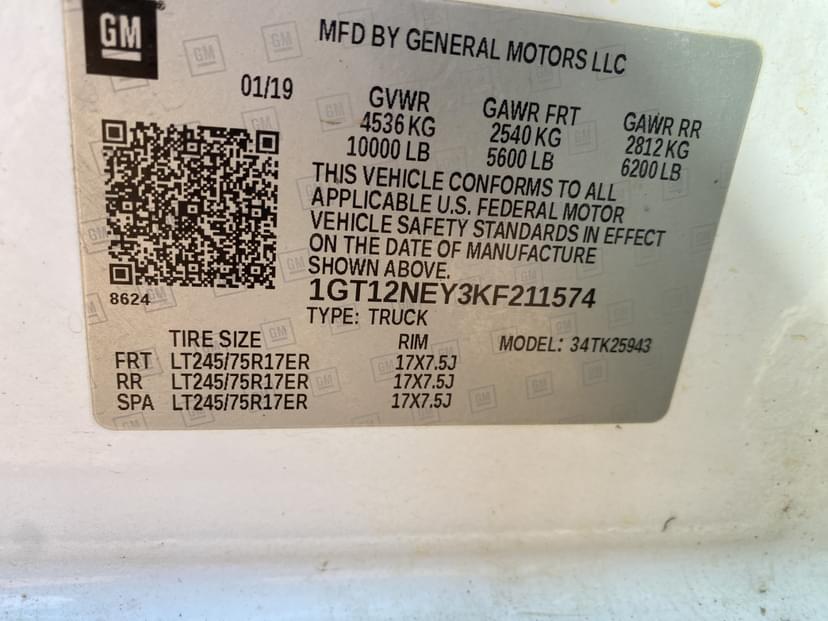 GM
MFD BY GENERAL MOTORS LLC
01/19
GVWR
4536 KG
10000 LB
GAWR FRT
2540 KG
5600 LB
GAWR RR
2812 KG
6200 LB
THIS VEHICLE CONFORMS TO ALL
APPLICABLE U.S. FEDERAL MOTOR
VEHICLE SAFETY STANDARDS IN EFFECT
ON THE DATE OF MANUFACTURE
SHOWN ABOVE.
8624
1GT12NEY3KF211574
TYPE: TRUCK
TIRE SIZE RIM MODEL: 34TK25943
FRT LT245/75R17ER 17X7.5J
RR LT245/75R17ER 17X7.5J
SPA LT245/75R17ER 17X7.5J